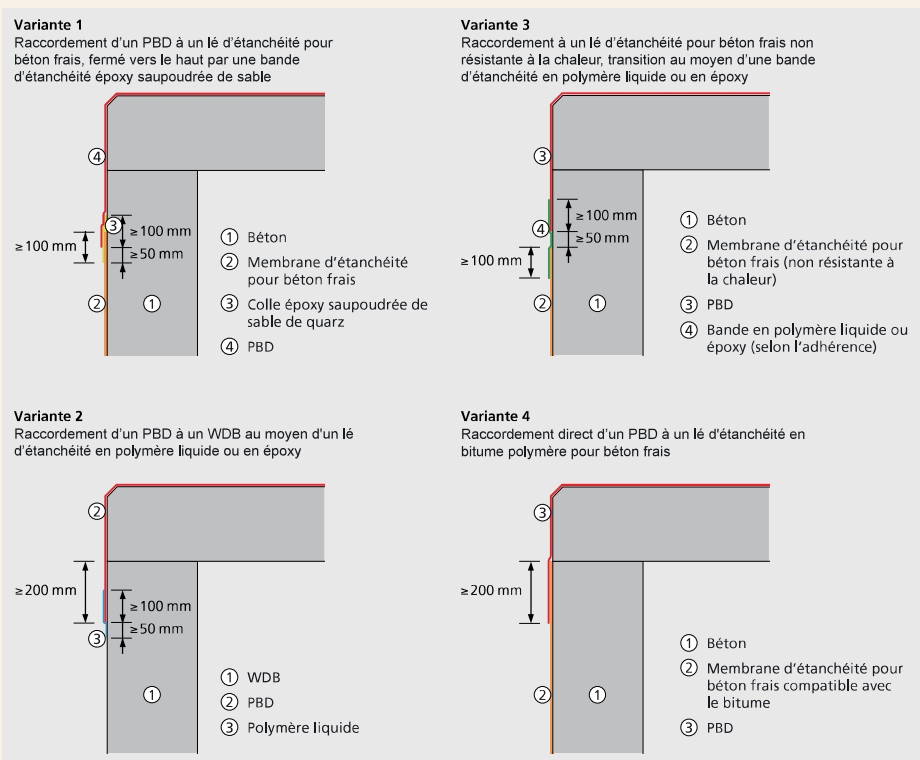 Variante 1
Raccordement d'un PBD à un lé d'étanchéité pour
béton frais, fermé vers le haut par une bande
d'étanchéité époxy saupoudrée de sable
4
3
≥100 mm
≥100 mm
≥50 mm
2
1
1 Béton
2 Membrane d'étanchéité
pour béton frais
3 Colle époxy saupoudrée de
sable de quarz
4 PBD
Variante 3
Raccordement à un lé d'étanchéité pour béton frais non
résistante à la chaleur, transition au moyen d'une bande
d'étanchéité en polymère liquide ou en époxy
3
≥100 mm
4
≥50 mm
≥100 mm
2
1
1 Béton
2 Membrane d'étanchéité pour
béton frais (non résistante à
la chaleur)
3 PBD
4 Bande en polymère liquide ou
époxy (selon l'adhérence)
Variante 2
Raccordement d'un PBD à un WDB au moyen d'un lé
d'étanchéité en polymère liquide ou en époxy
2
≥200 mm
≥100 mm
≥50 mm
3
1
1 WDB
2 PBD
3 Polymère liquide
Variante 4
Raccordement direct d'un PBD à un lé d'étanchéité en
bitume polymère pour béton frais
3
≥200 mm
2
1
1 Béton
2 Membrane d'étanchéité pour
béton frais compatible avec
le bitume
3 PBD